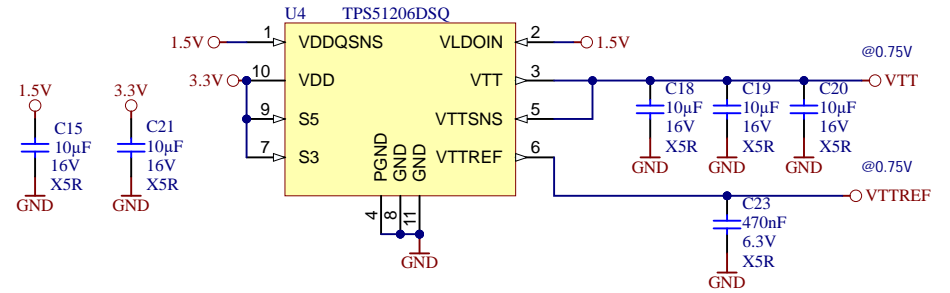 U4 TPS51206DSQ
1.5V 1 VDDQSNS VLDOIN 2 1.5V
@0.75V
3.3V 10 VDD VTT 3 VTT
1.5V
C15
10µF
16V
X5R
GND
3.3V
C21
10µF
16V
X5R
GND
9 S5 VTTSNS 5
7 S3 VTTREF 6
PGND GND GND
4 8 11
GND
C18
10µF
16V
X5R
GND
C19
10µF
16V
X5R
GND
C20
10µF
16V
X5R
GND
@0.75V
VTTREF
C23
470nF
6.3V
X5R
GND